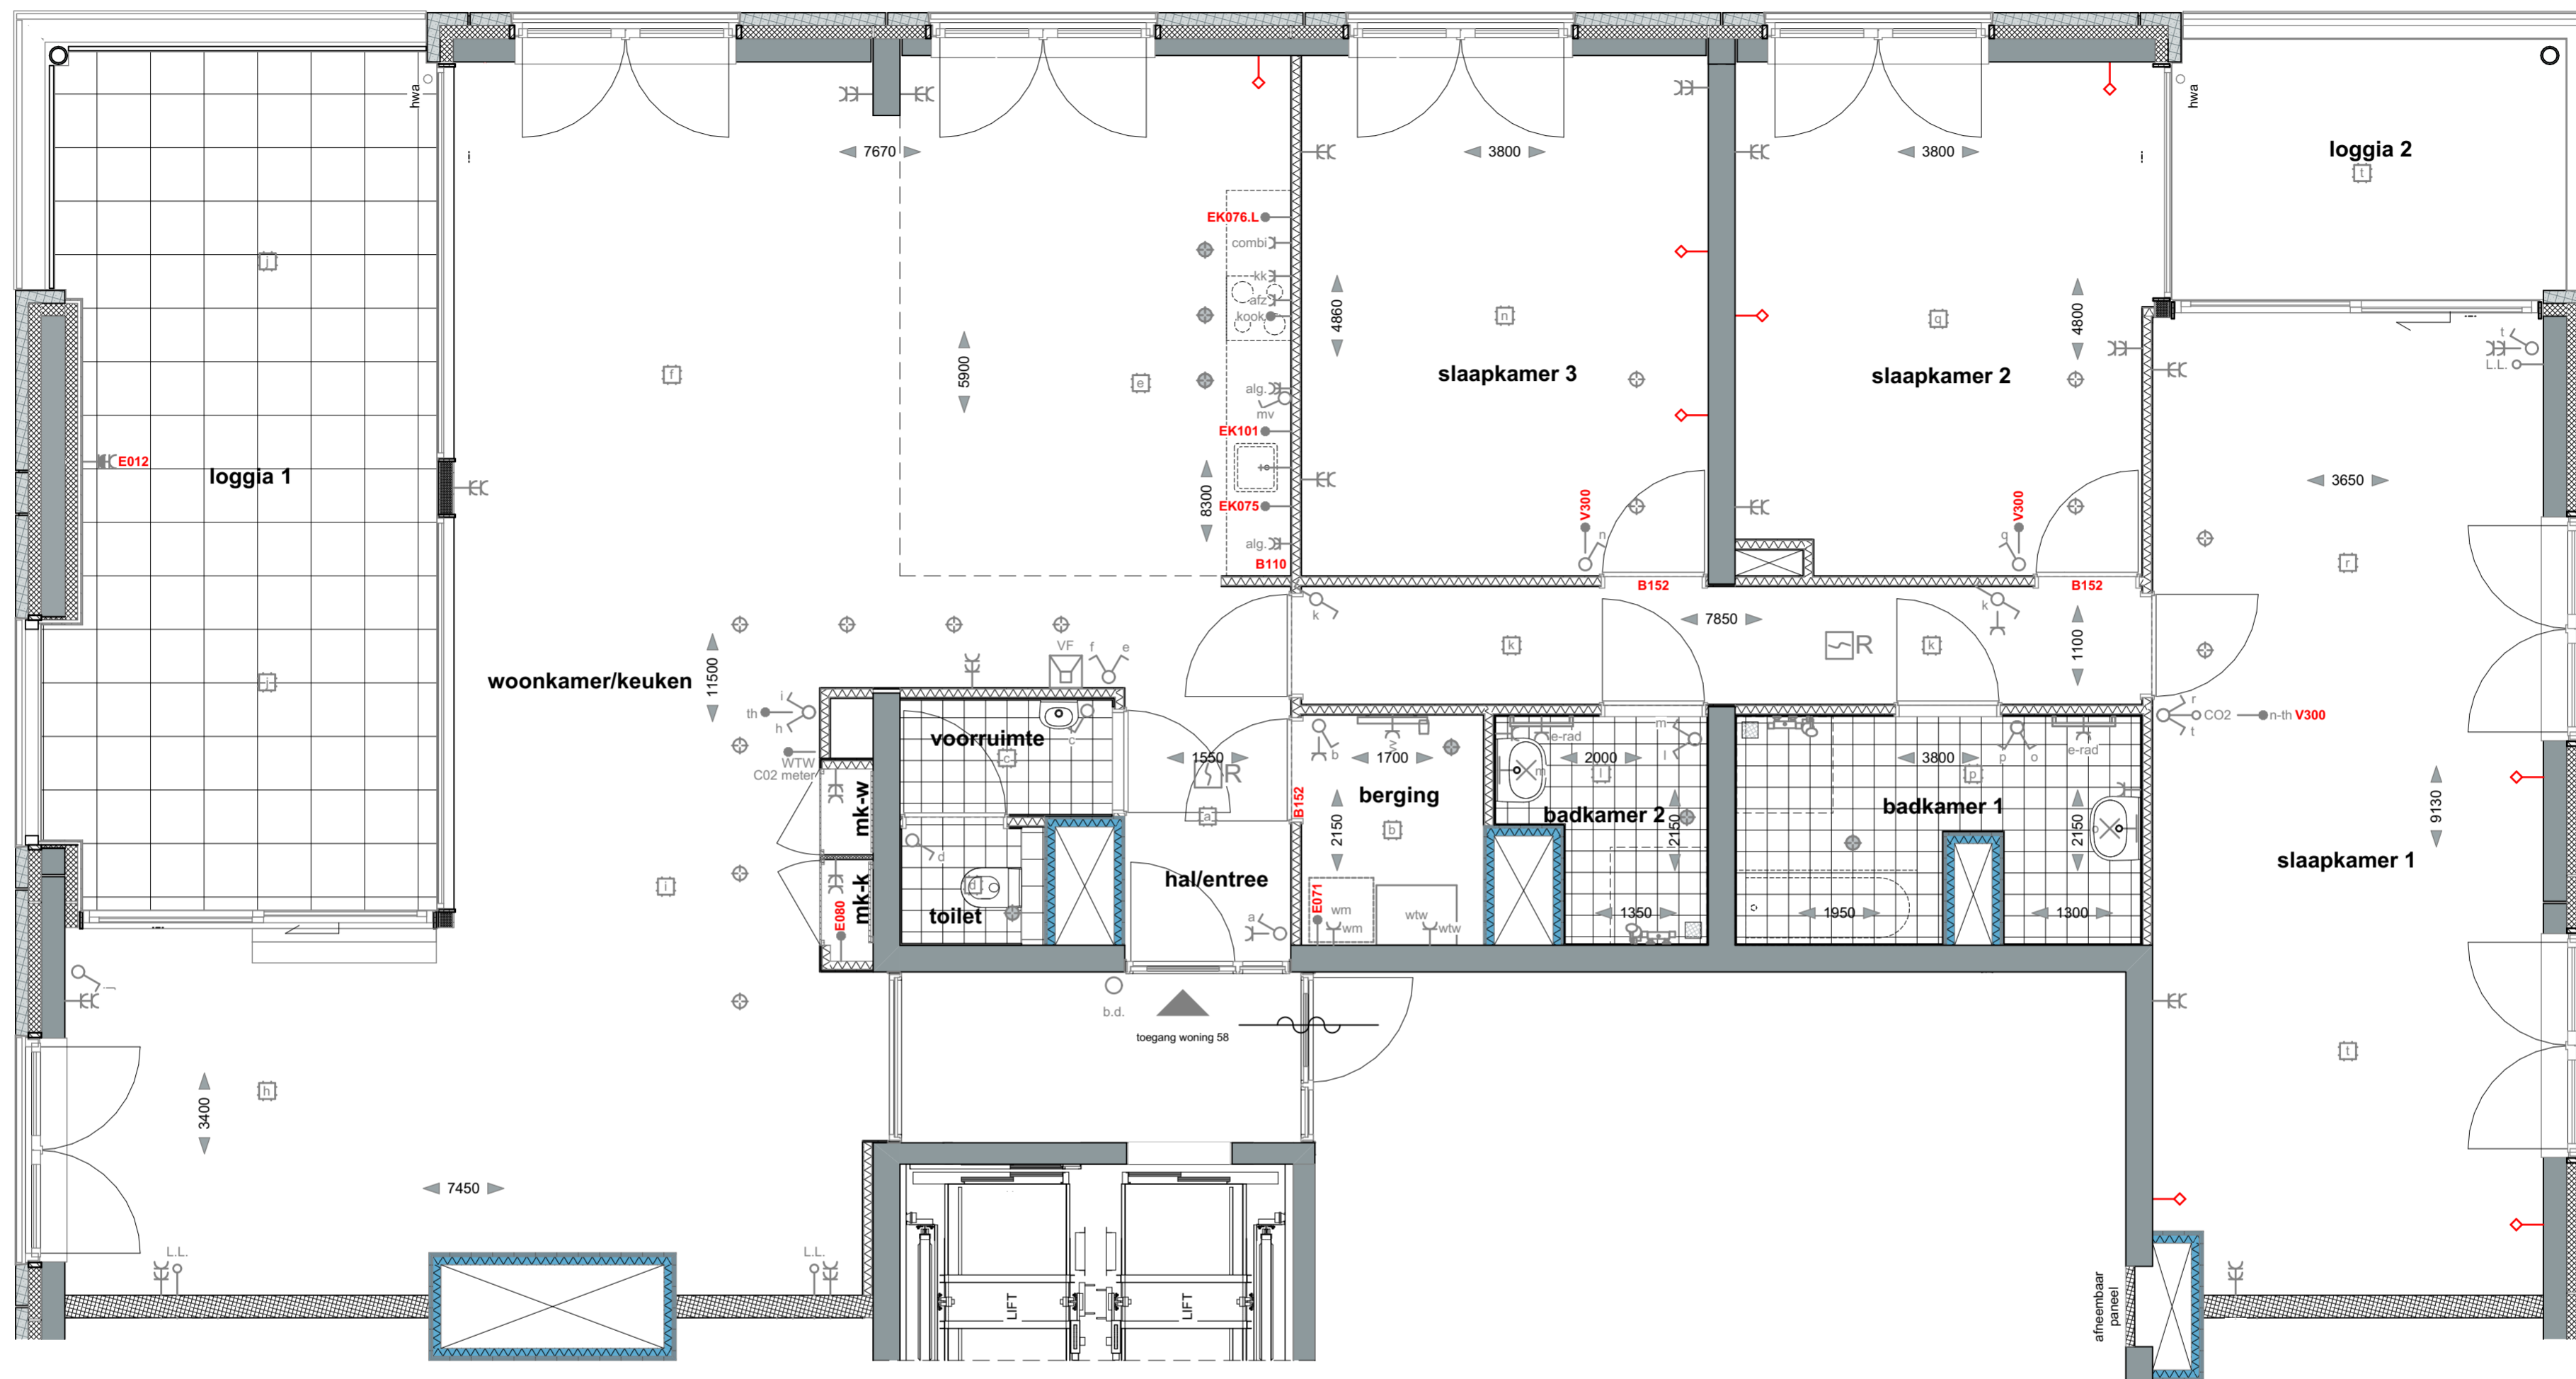 hwa
hwa
7670
3800
3800
loggia 2
t
EK076.L
combi
kk
afz
kook
j
f
5900
e
4860
n
q
4800
slaapkamer 3
slaapkamer 2
t
L.L.
alg.
mv
EK101
E012
loggia 1
8300
EK075
alg.
B110
V300
n
V300
q
3650
r
B152
B152
k
7850
k
k
R
k
1100
VF
f
e
11500
woonkamer/keuken
j
i
th
h
WTW
C02 meter
voorruimte
c
c
1550
R
a
B152
b
1700
v
berging
2150
b
e-rad
m
m
2000
l
l
badkamer 2
2150
3800
p
o
p
e-rad
badkamer 1
2150
o
r
CO2
n-th V300
t
9130
slaapkamer 1
mk-w
mk-k
E080
i
d
d
toilet
hal/entree
a
E071
wm
wm
wtw
wtw
1350
1950
1300
j
b.d.
toegang woning 58
h
3400
7450
L.L.
L.L.
LIFT
LIFT
t
afneembaar
paneel